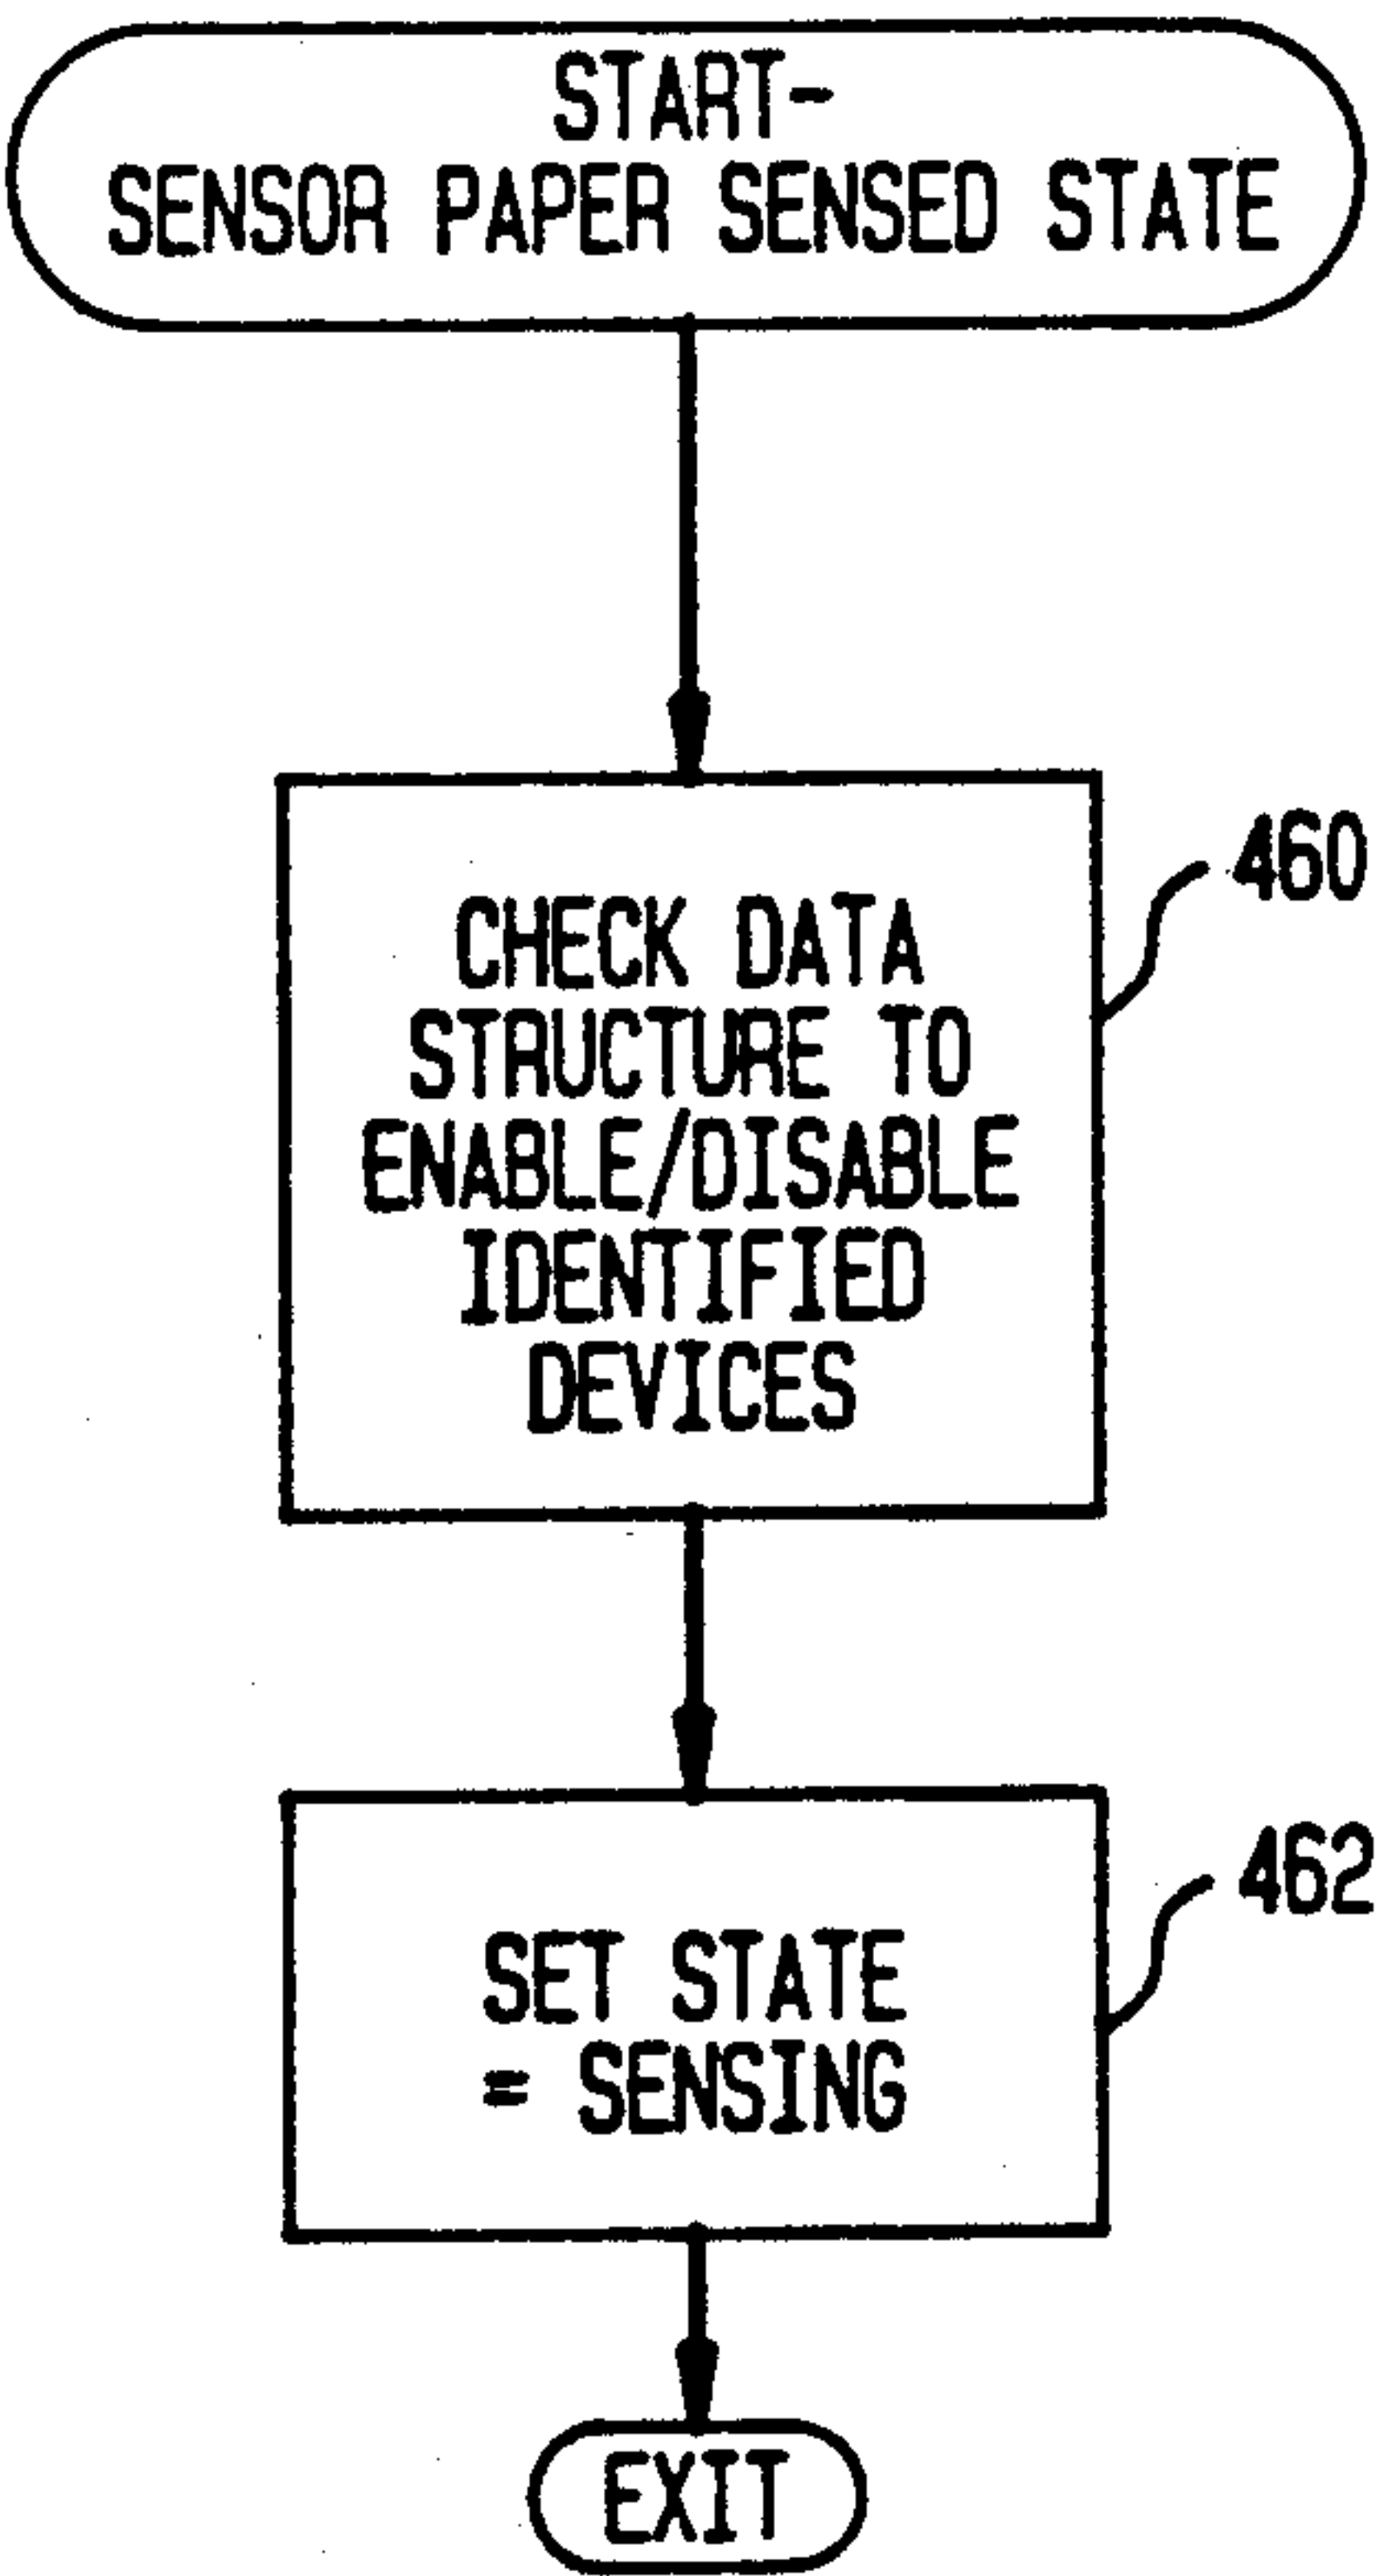 START-
SENSOR PAPER SENSED STATE
460
CHECK DATA
STRUCTURE TO
ENABLE/DISABLE
IDENTIFIED
DEVICES
462
SET STATE
= SENSING
EXIT